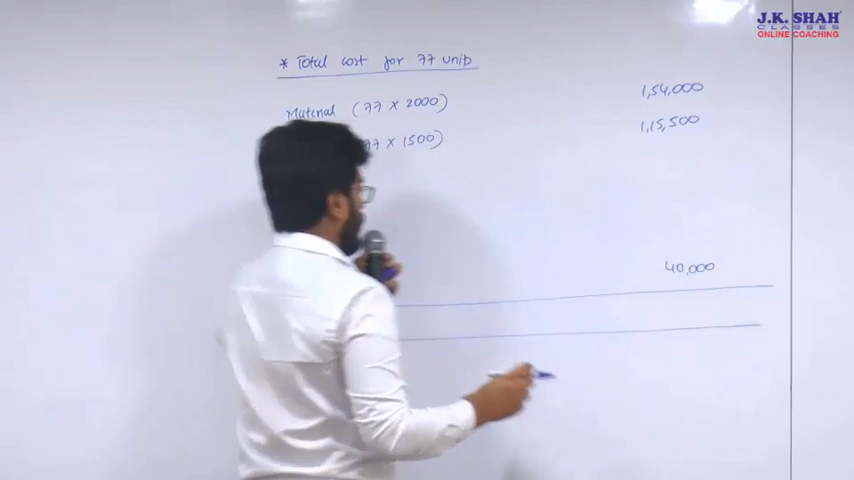 J.K. SHAH
CLASSES
ONLINE COACHING
* Total cost for 77 units
Material (77 x 2000) 1,54,000
77 x 1500) 1,15,500
40,000